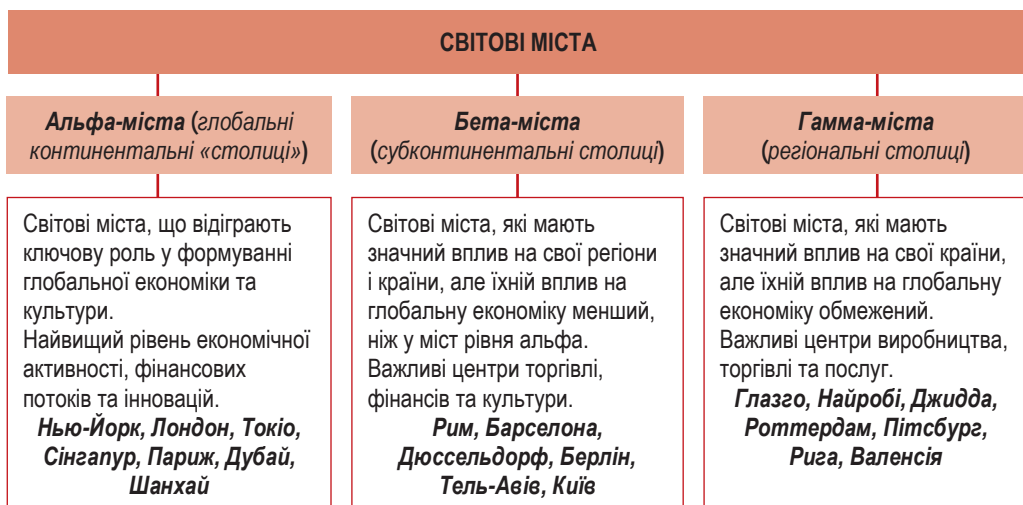 СВІТОВІ МІСТА
Альфа-міста (глобальні
континентальні «столиці»)
Світові міста, що відіграють
ключову роль у формуванні
глобальної економіки та
культури.
Найвищий рівень економічної
активності, фінансових
потоків та інновацій.
Нью-Йорк, Лондон, Токіо,
Сінгапур, Париж, Дубай,
Шанхай
Бета-міста
(субконтинентальні столиці)
Світові міста, які мають
значний вплив на свої регіони
і країни, але їхній вплив на
глобальну економіку менший,
ніж у міст рівня альфа.
Важливі центри торгівлі,
фінансів та культури.
Рим, Барселона,
Дюссельдорф, Берлін,
Тель-Авів, Київ
Гамма-міста
(регіональні столиці)
Світові міста, які мають
значний вплив на свої країни,
але їхній вплив на глобальну
економіку обмежений.
Важливі центри виробництва,
торгівлі та послуг.
Глазго, Найробі, Джидда,
Роттердам, Пітсбург,
Рига, Валенсія